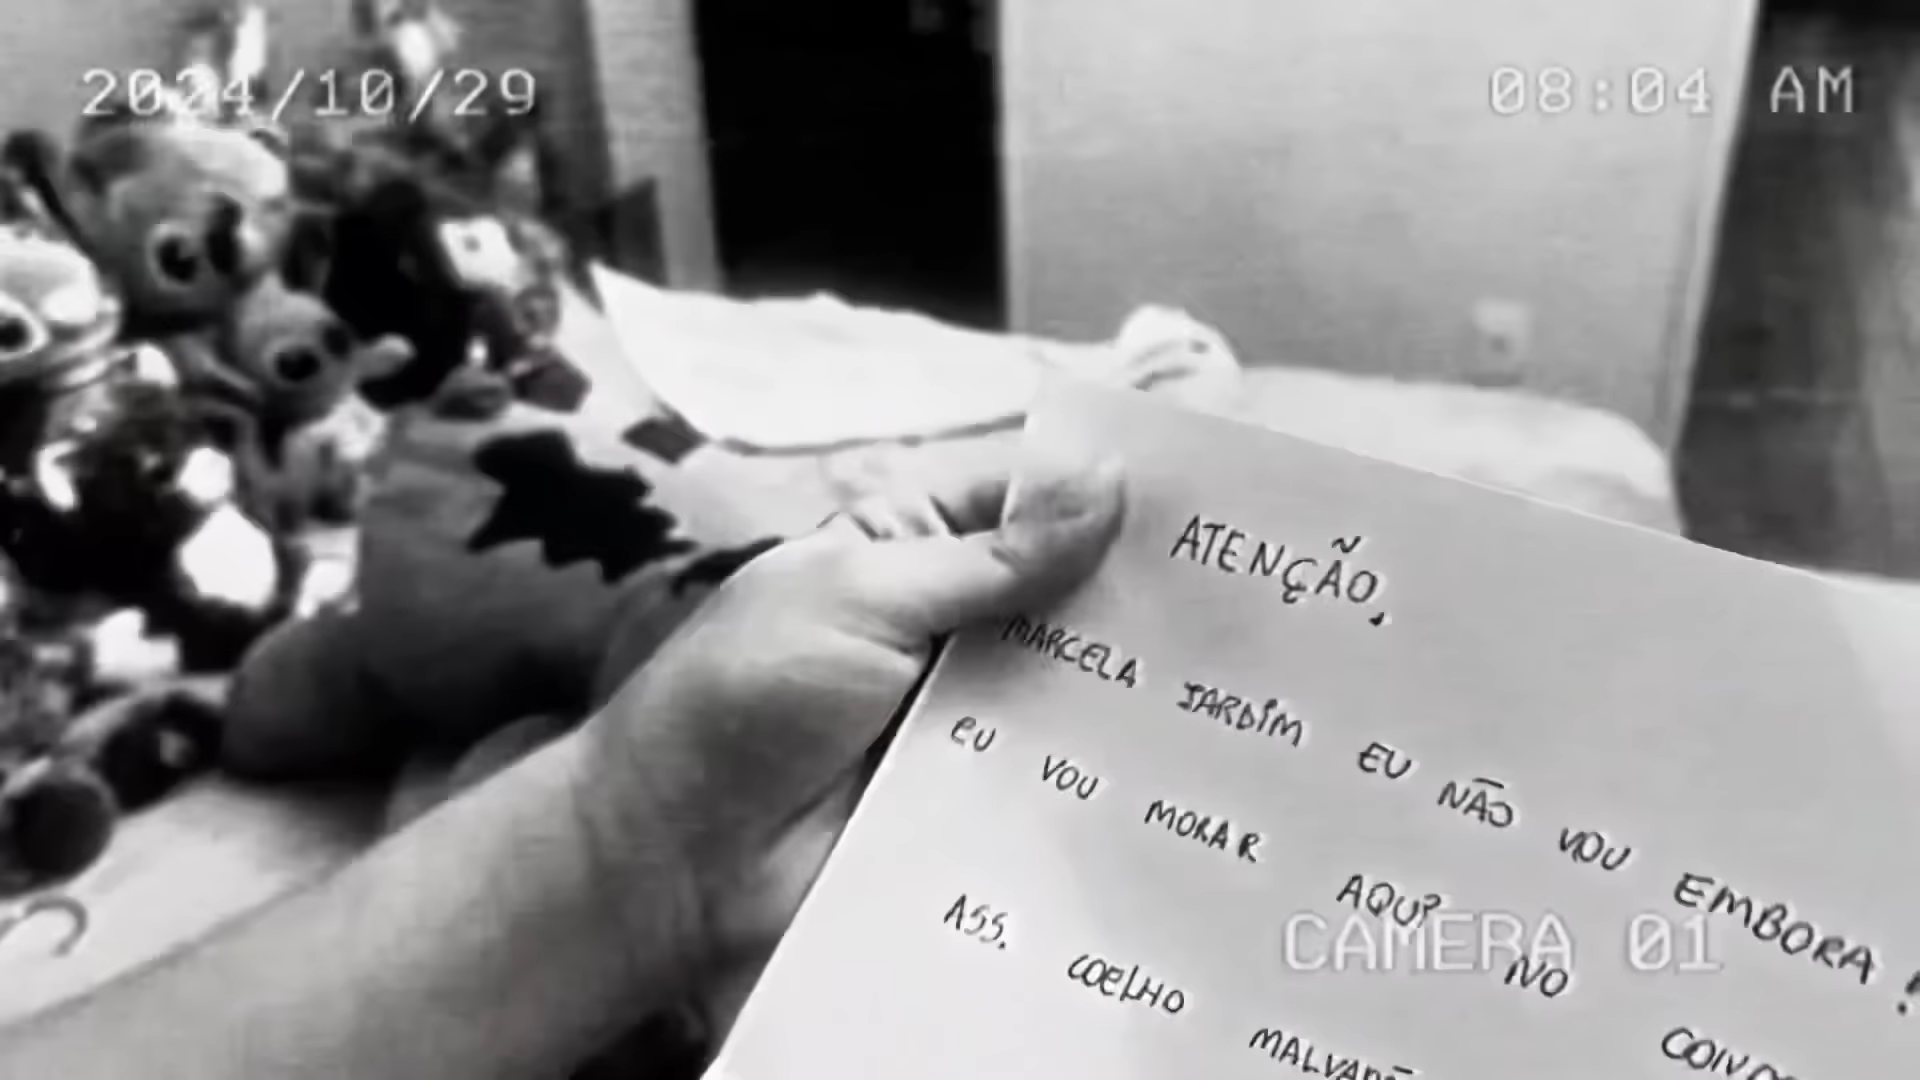 2024/10/29
08:04 AM
ATENÇÃO,
MARCELA JARDIM EU NÃO VOU EMBORA!
EU VOU MORAR AQUI NO
ASS. COELHO
CAMERA 01